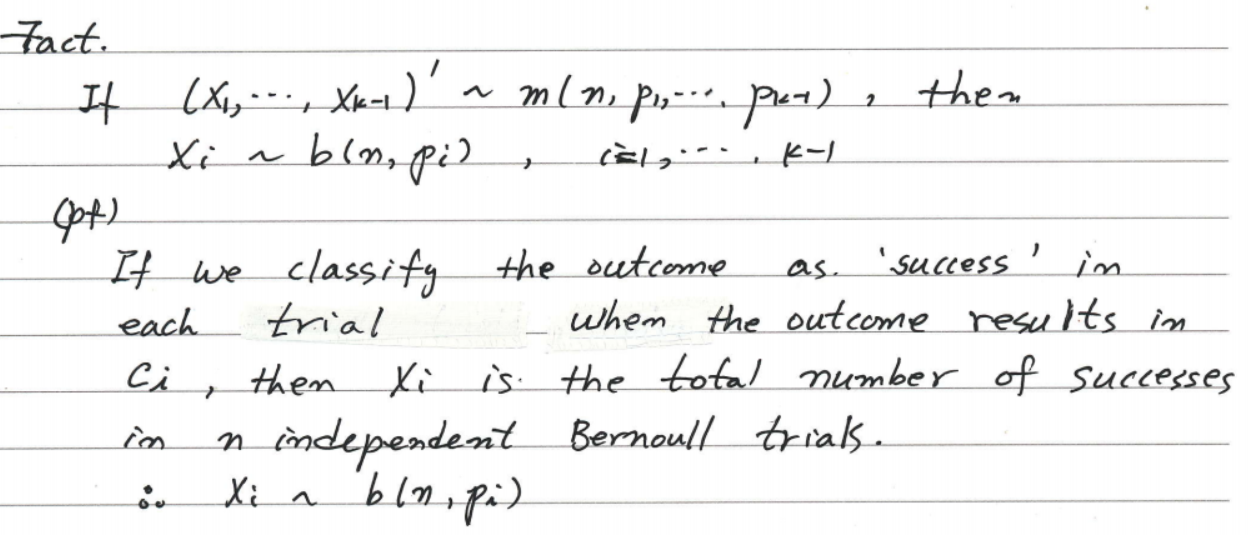 Fact.
If (X₁, ⋯, Xₖ₋₁)′ ~ m(n, p₁, ⋯, pₖ₋₁), then
Xᵢ ~ b(n, pᵢ), i=1, ⋯, k-1
(pf)
If we classify the outcome as. 'success' in
each trial when the outcome results in
Cᵢ, then Xᵢ is the total number of successes
in n independent Bernoull trials.
∴ Xᵢ ~ b(n, pᵢ)